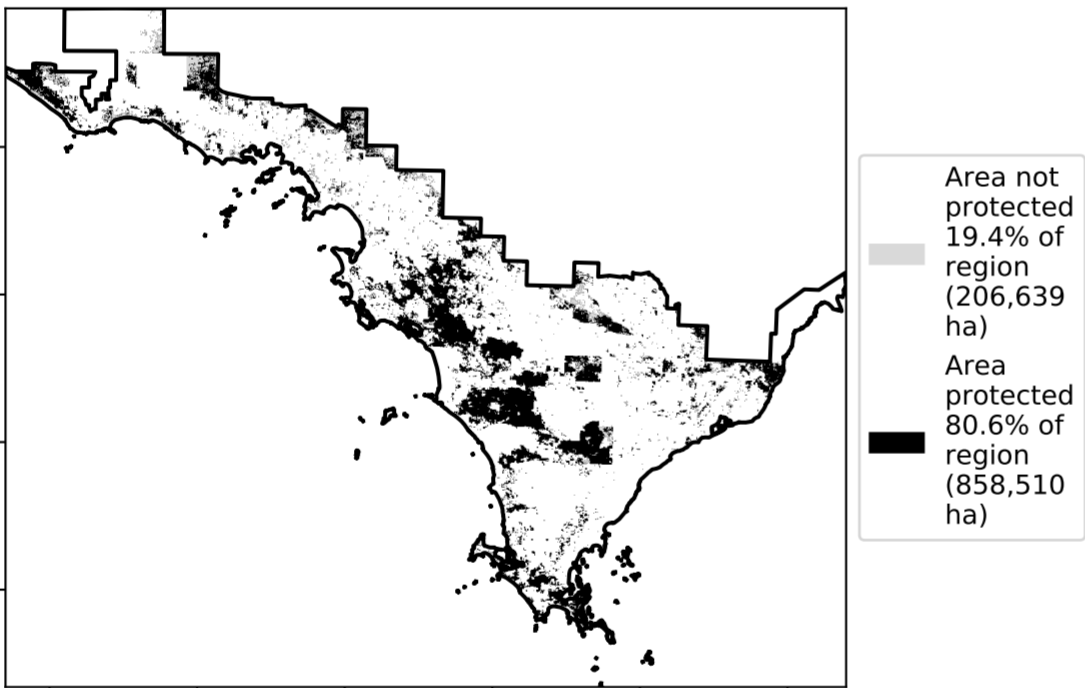 Area not
protected
19.4% of
region
(206,639
ha)
Area
protected
80.6% of
region
(858,510
ha)